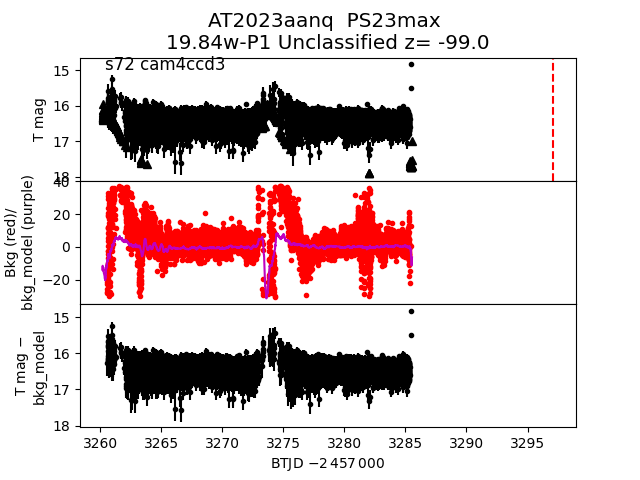 AT2023aanq  PS23max
19.84w-P1 Unclassified z= -99.0
s72 cam4ccd3
15
16
17
18
T mag
40
20
0
−20
Bkg (red)/
bkg_model (purple)
15
16
17
18
T mag −
bkg_model
3260 3265 3270 3275 3280 3285 3290 3295
BTJD −2 457 000